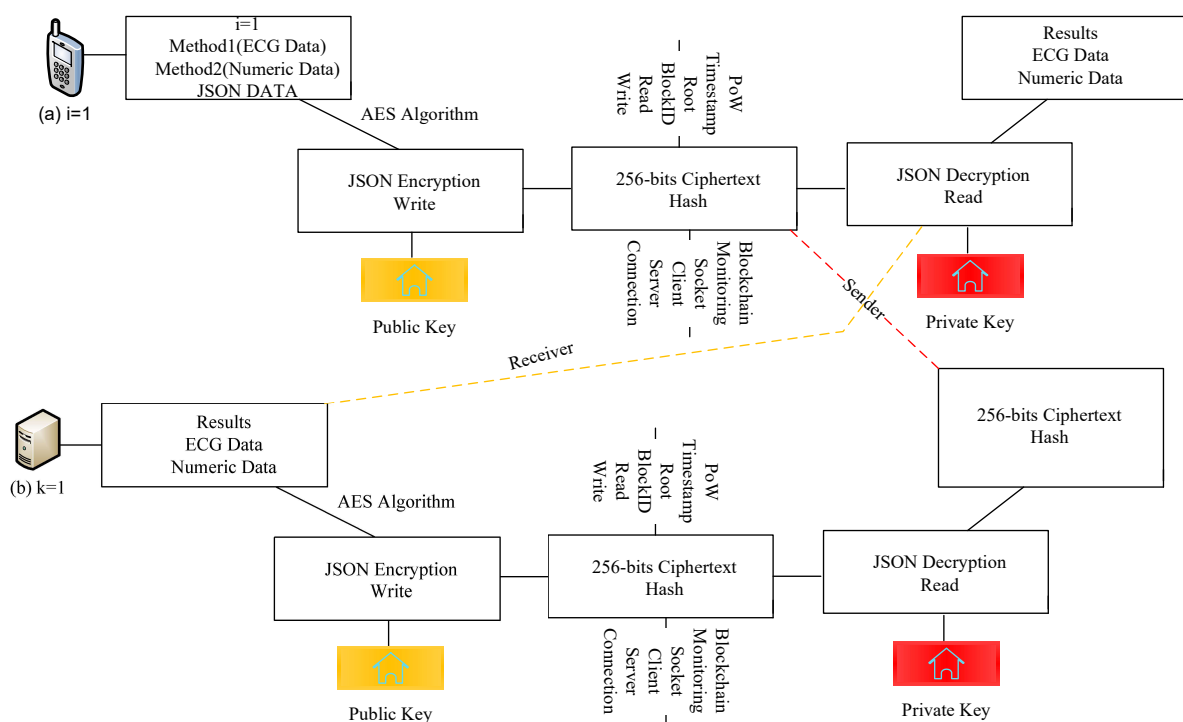 i=1
Method1(ECG Data)
Method2(Numeric Data)
JSON DATA
(a) i=1
AES Algorithm
JSON Encryption
Write
Public Key
PoW
Timestamp
Root
BlockID
Read
Write
256-bits Ciphertext
Hash
Blockchain
Monitoring
Socket
Client
Server
Connection
Results
ECG Data
Numeric Data
JSON Decryption
Read
Private Key
Sender
Receiver
256-bits Ciphertext
Hash
Results
ECG Data
Numeric Data
(b) k=1
AES Algorithm
JSON Encryption
Write
Public Key
PoW
Timestamp
Root
BlockID
Read
Write
256-bits Ciphertext
Hash
Blockchain
Monitoring
Socket
Client
Server
Connection
JSON Decryption
Read
Private Key